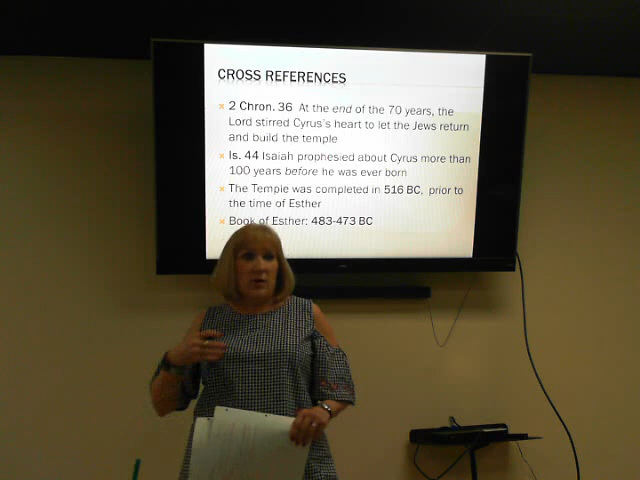 CROSS REFERENCES
2 Chron. 36 At the end of the 70 years, the
Lord stirred Cyrus's heart to let the Jews return
and build the temple
Is. 44 Isaiah prophesied about Cyrus more than
100 years before he was ever born
The Temple was completed in 516 BC, prior to
the time of Esther
Book of Esther: 483-473 BC